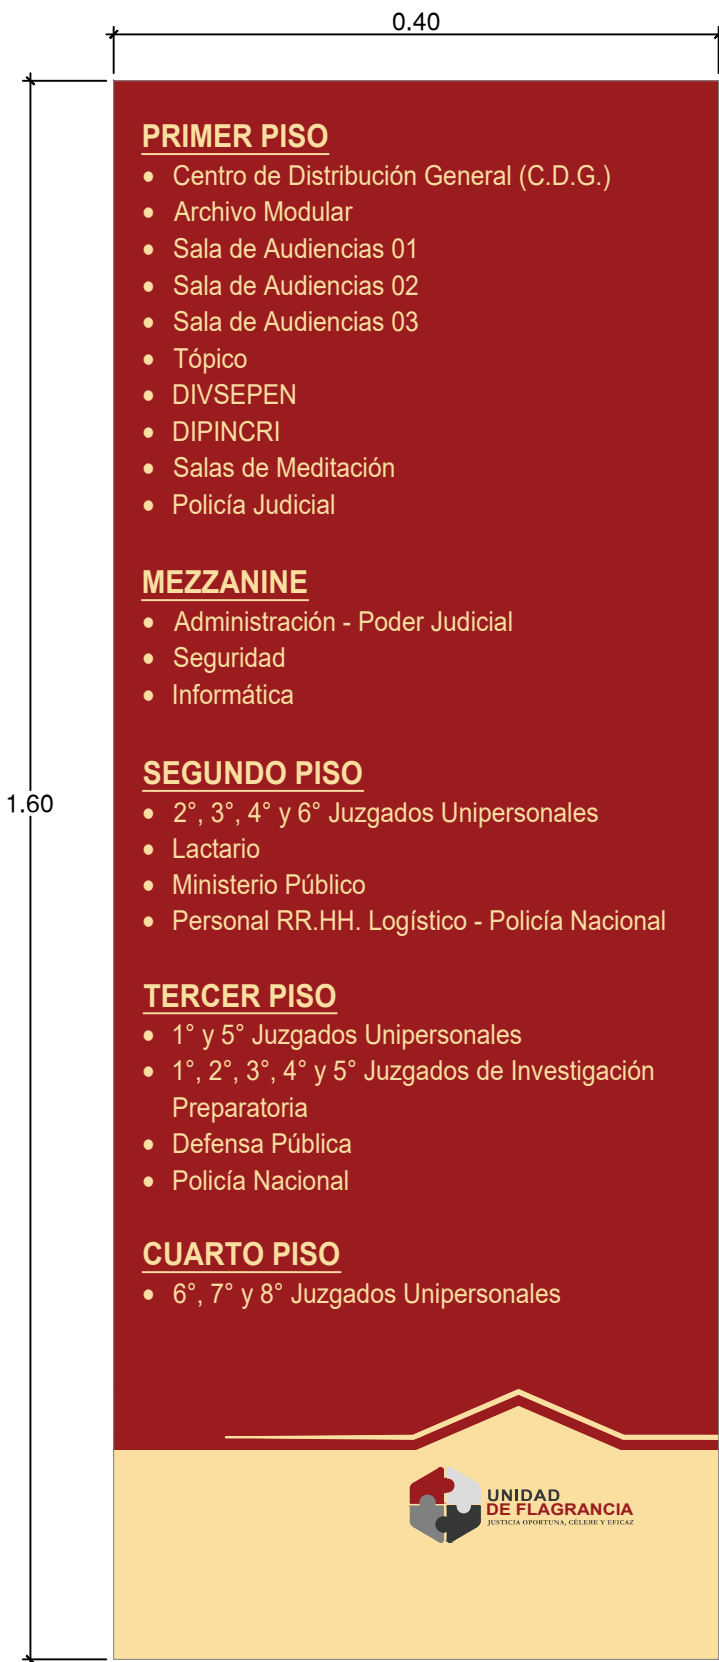 0.40
PRIMER PISO
• Centro de Distribución General (C.D.G.)
• Archivo Modular
• Sala de Audiencias 01
• Sala de Audiencias 02
• Sala de Audiencias 03
• Tópico
• DIVSEPEN
• DIPINCRI
• Salas de Meditación
• Policía Judicial
MEZZANINE
• Administración - Poder Judicial
• Seguridad
• Informática
1.60
SEGUNDO PISO
• 2°, 3°, 4° y 6° Juzgados Unipersonales
• Lactario
• Ministerio Público
• Personal RR.HH. Logístico - Policía Nacional
TERCER PISO
• 1° y 5° Juzgados Unipersonales
• 1°, 2°, 3°, 4° y 5° Juzgados de Investigación
Preparatoria
• Defensa Pública
• Policía Nacional
CUARTO PISO
• 6°, 7° y 8° Juzgados Unipersonales
UNIDAD
DE FLAGRANCIA
JUSTICIA OPORTUNA, CÉLERE Y EFICAZ